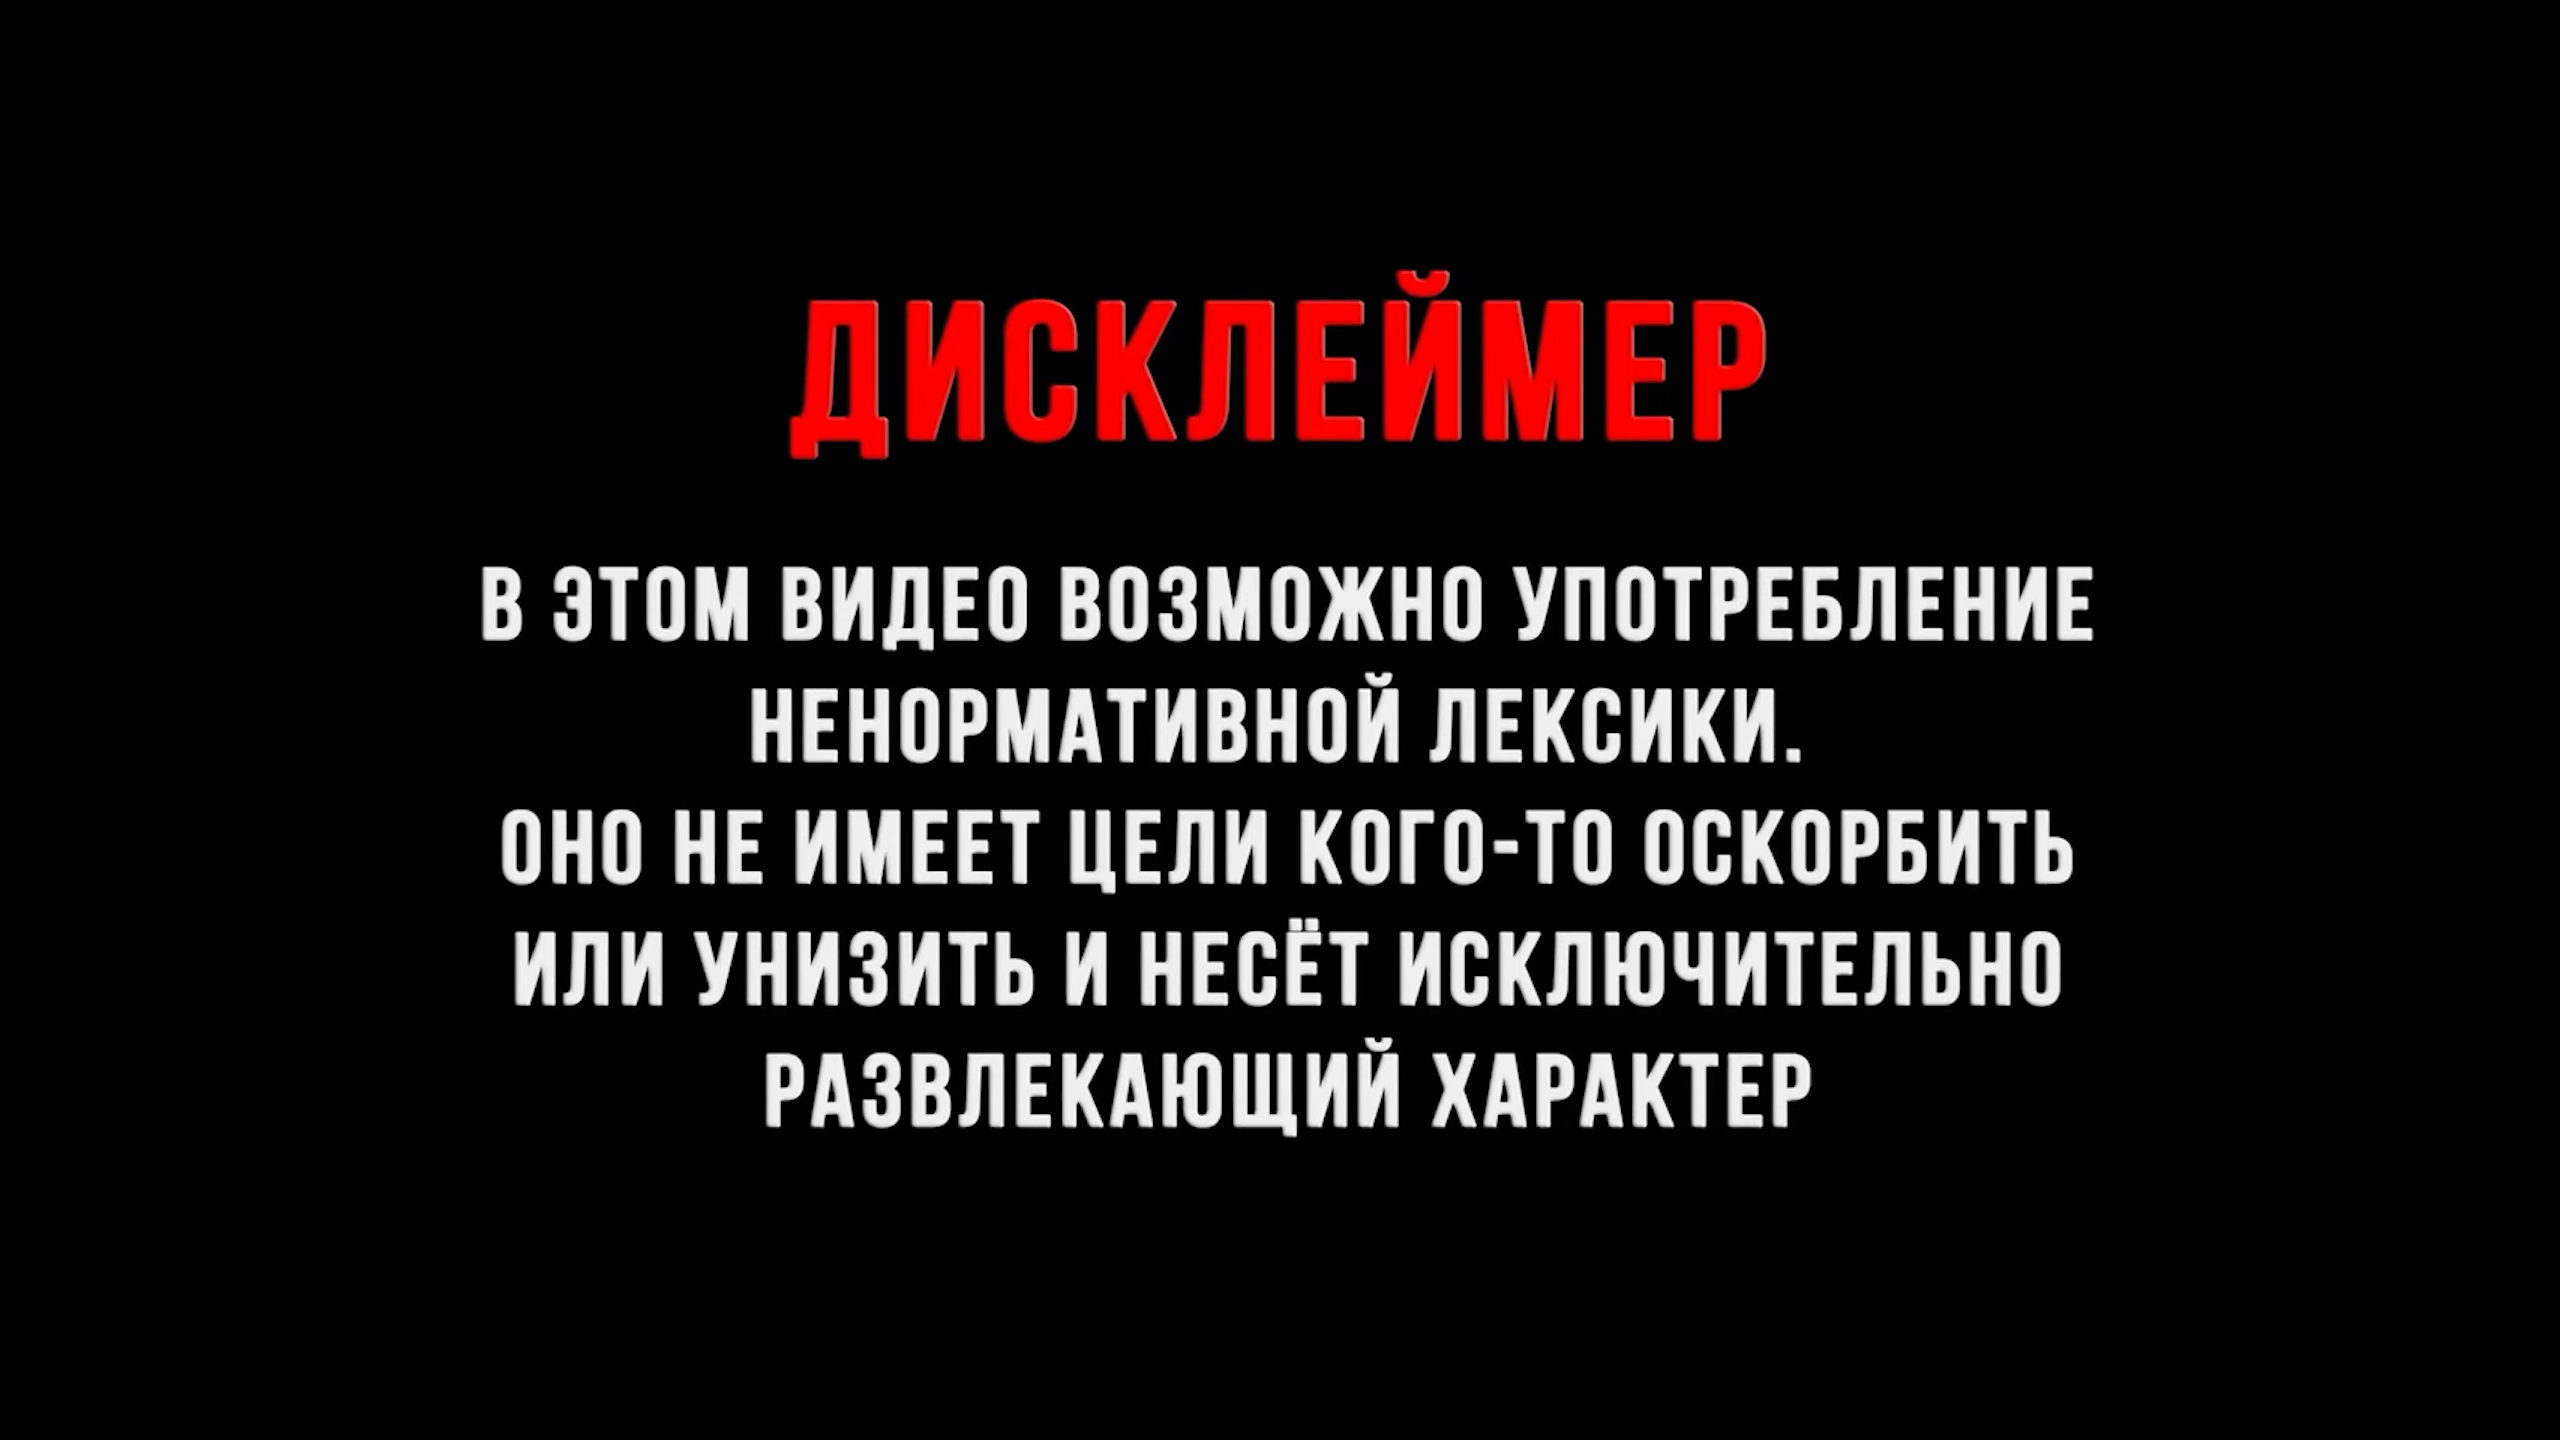 ДИСКЛЕЙМЕР
В ЭТОМ ВИДЕО ВОЗМОЖНО УПОТРЕБЛЕНИЕ
НЕНОРМАТИВНОЙ ЛЕКСИКИ.
ОНО НЕ ИМЕЕТ ЦЕЛИ КОГО-ТО ОСКОРБИТЬ
ИЛИ УНИЗИТЬ И НЕСЁТ ИСКЛЮЧИТЕЛЬНО
РАЗВЛЕКАЮЩИЙ ХАРАКТЕР